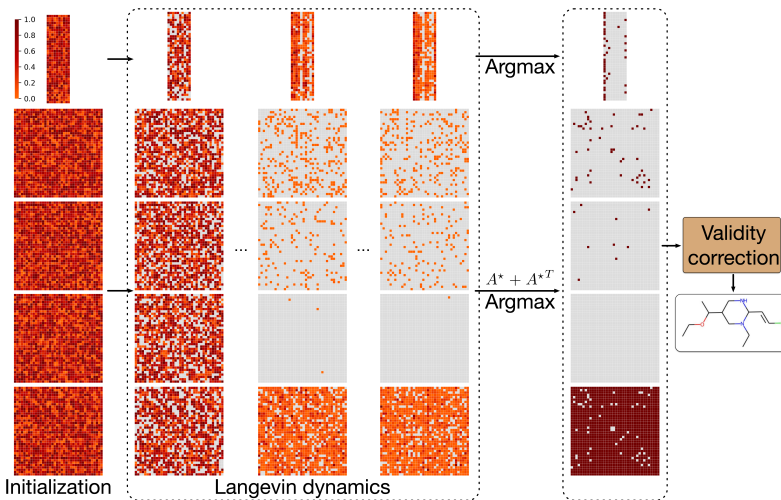 1.0
0.8
0.6
0.4
0.2
0.0
Argmax
...
...
A⋆ + A⋆T
Argmax
Validity
correction
NH
N
O
Initialization
Langevin dynamics